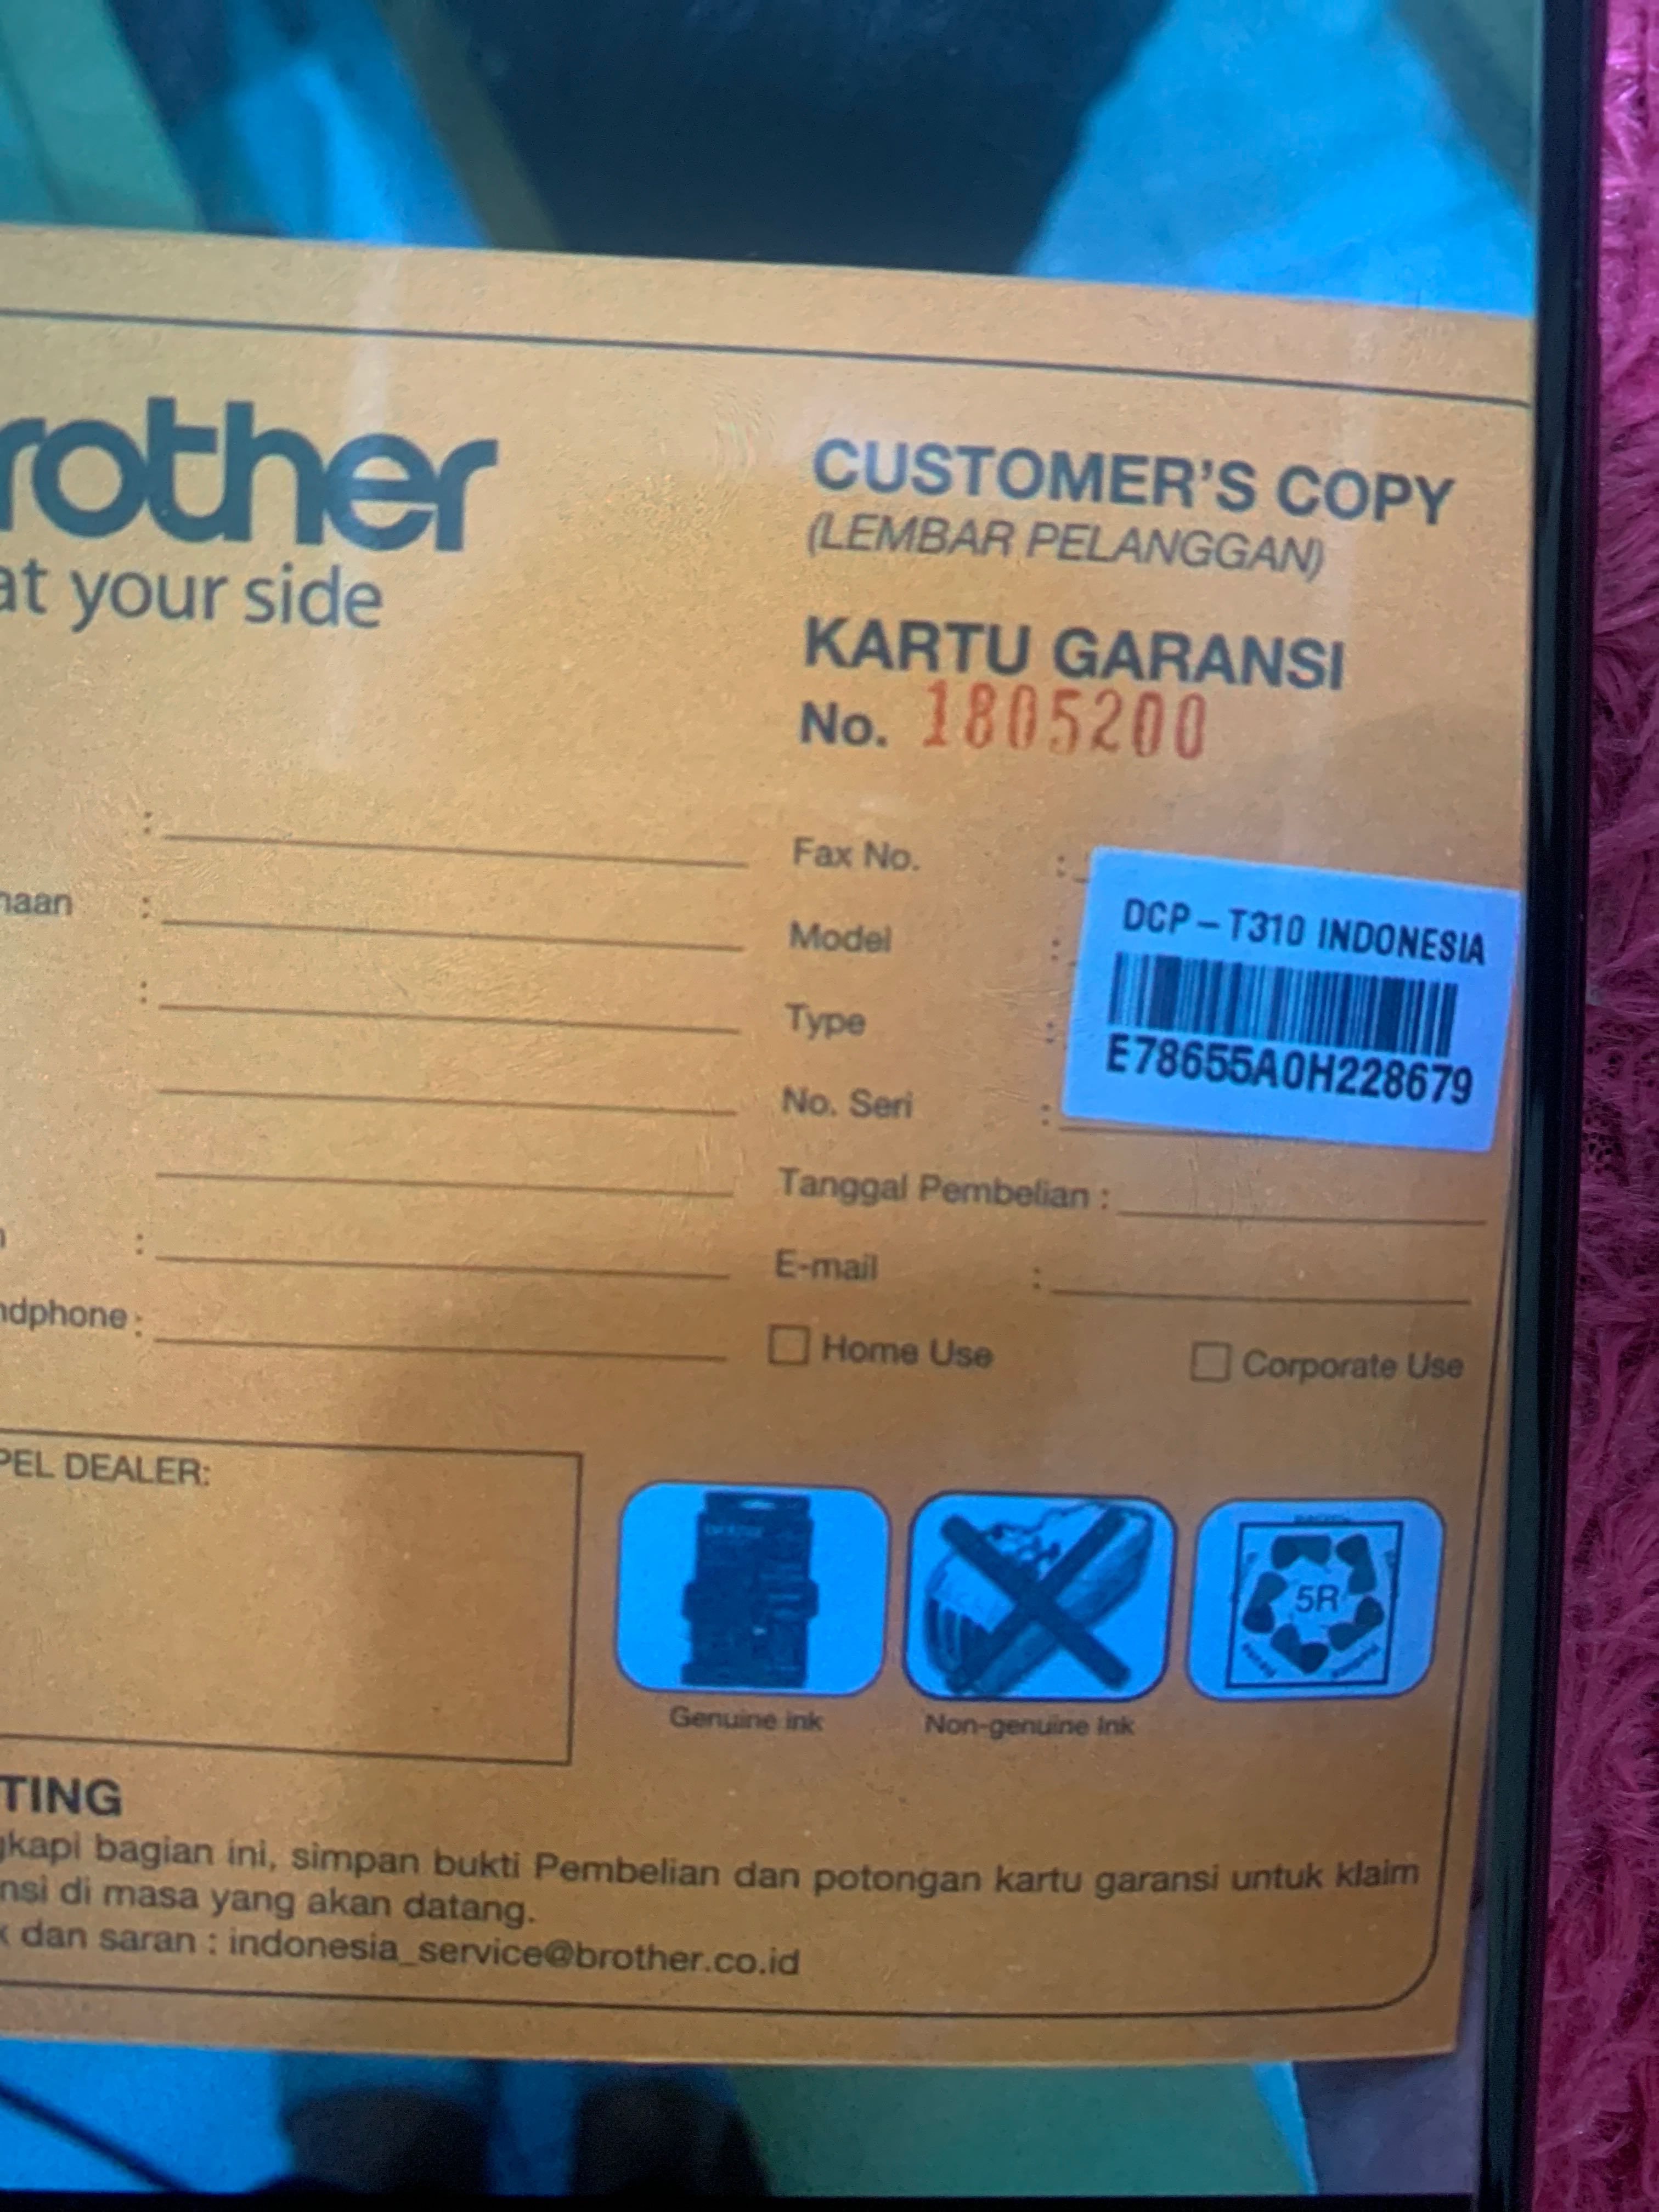 rother
at your side
CUSTOMER'S COPY
(LEMBAR PELANGGAN)
KARTU GARANSI
No. 1805200
:
Fax No. :
naan :
Model :
:
Type :
DCP-T310 INDONESIA
E78655A0H228679
No. Seri :
Tanggal Pembelian :
:
E-mail :
ndphone :
Home Use
Corporate Use
PEL DEALER:
5R
Genuine ink
Non-genuine ink
TING
gkapi bagian ini, simpan bukti Pembelian dan potongan kartu garansi untuk klaim
nsi di masa yang akan datang.
k dan saran : indonesia_service@brother.co.id